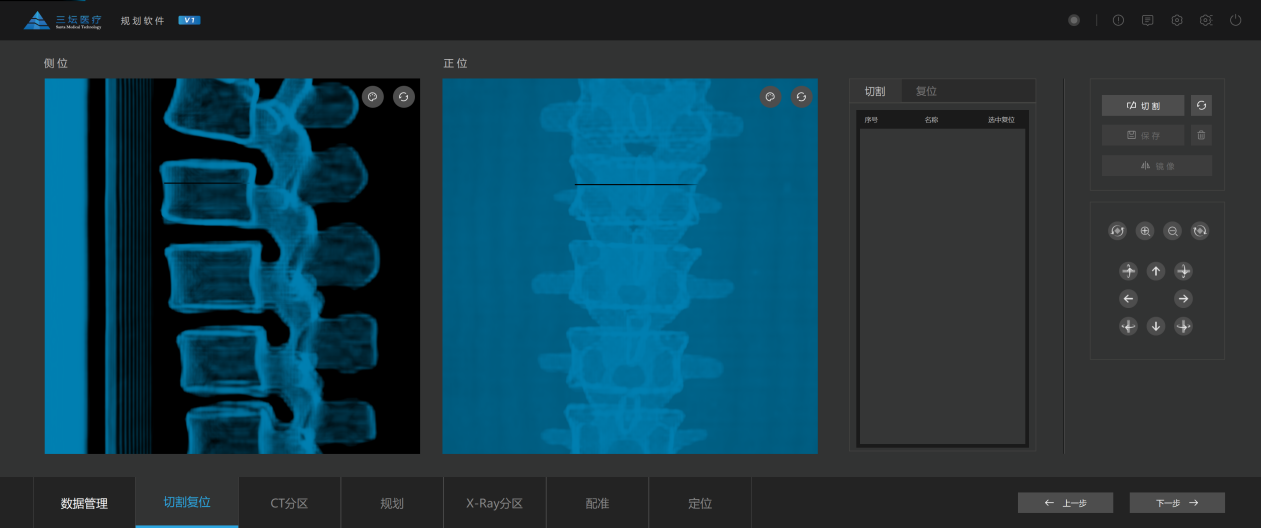 三坛医疗 规划软件 V1
Santa Medical Technology
侧位
正位
切割 复位
序号 名称 选中复位
切割
保存
镜像
数据管理 切割复位 CT分区 规划 X-Ray分区 配准 定位
← 上一步 下一步 →